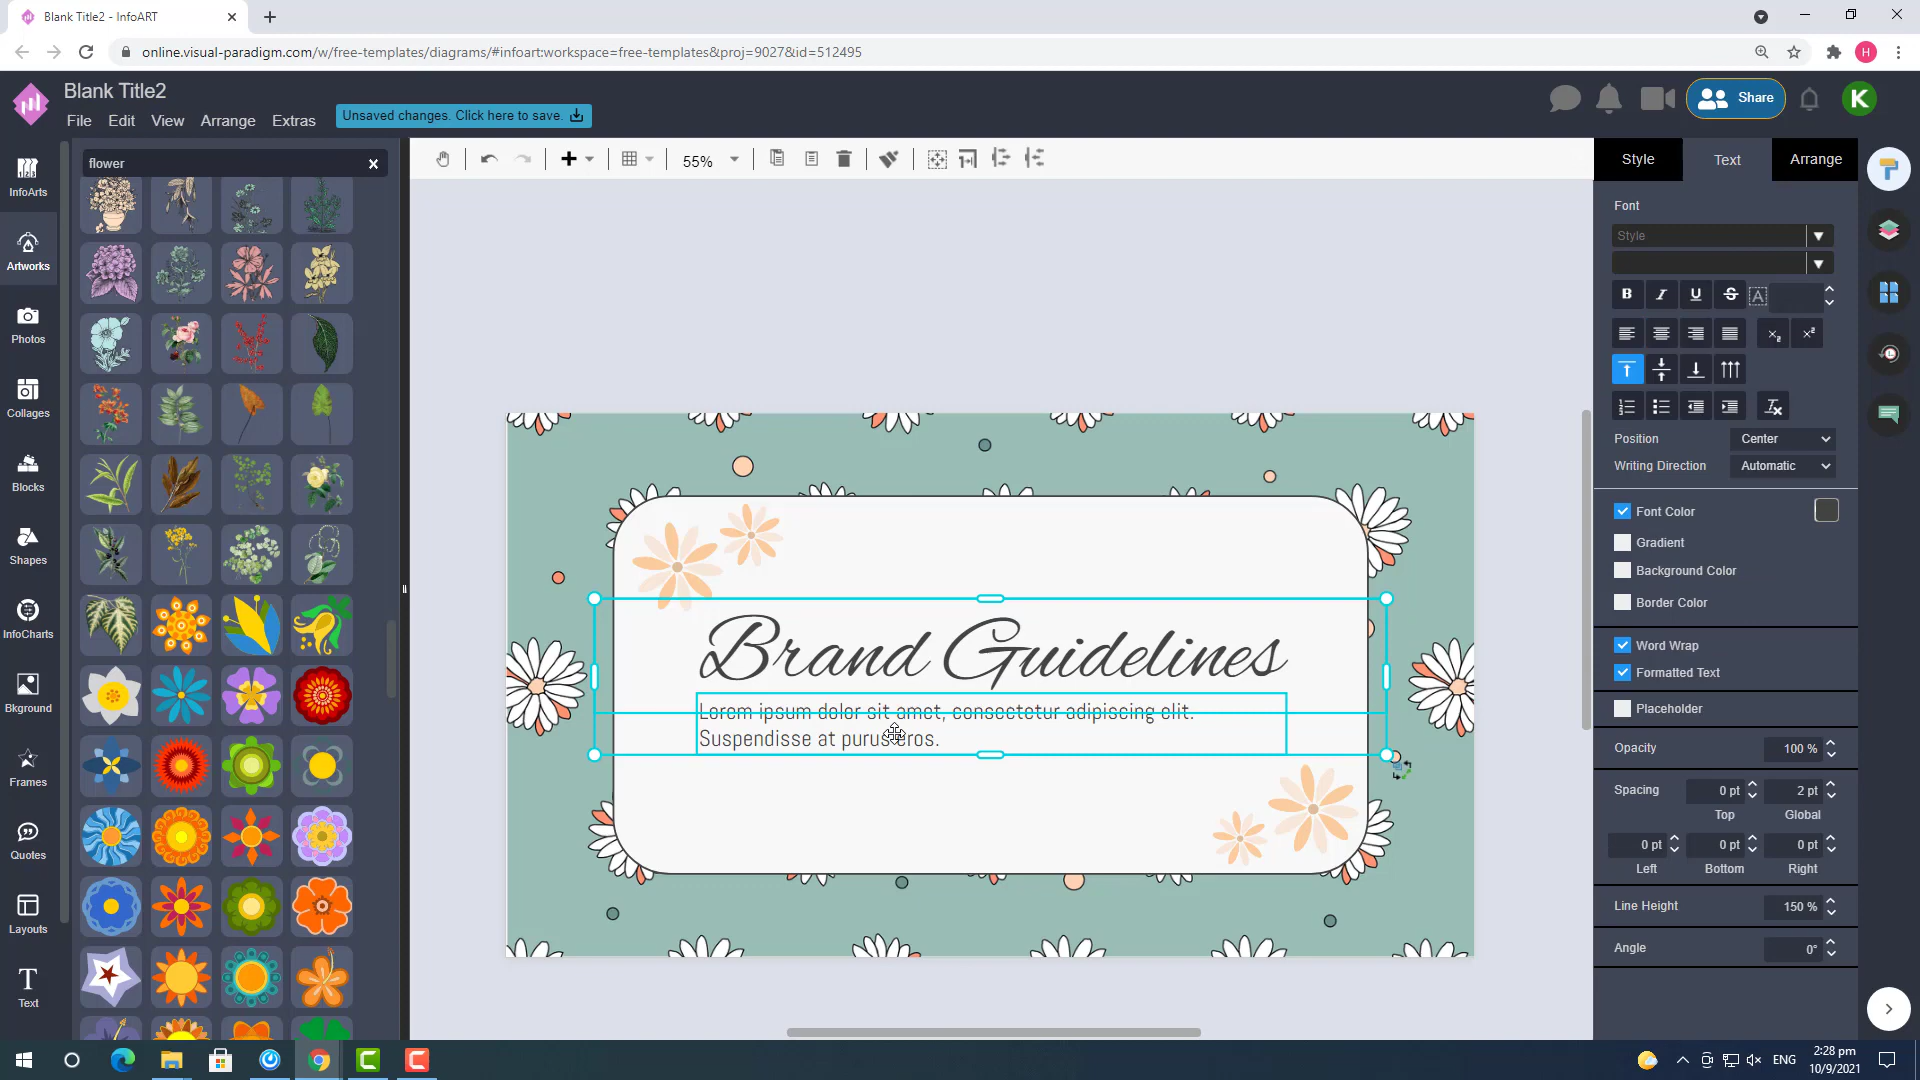 Blank Title2 - InfoART
online.visual-paradigm.com/w/free-templates/diagrams/#infoart:workspace=free-templates&proj=9027&id=512495
H
Blank Title2
File Edit View Arrange Extras
Unsaved changes. Click here to save.
Share
K
flower
55%
Style Text Arrange
InfoArts
Artworks
Photos
Collages
Blocks
Shapes
InfoCharts
Bkground
Frames
Quotes
Layouts
Text
Brand Guidelines
Lorem ipsum dolor sit amet, consectetur adipiscing elit.
Suspendisse at purus eros.
Font
Style
Position Center
Writing Direction Automatic
Font Color
Gradient
Background Color
Border Color
Word Wrap
Formatted Text
Placeholder
Opacity 100 %
Spacing 0 pt 2 pt
Top Global
0 pt 0 pt 0 pt
Left Bottom Right
Line Height 150 %
Angle 0°
ENG
2:28 pm
10/9/2021